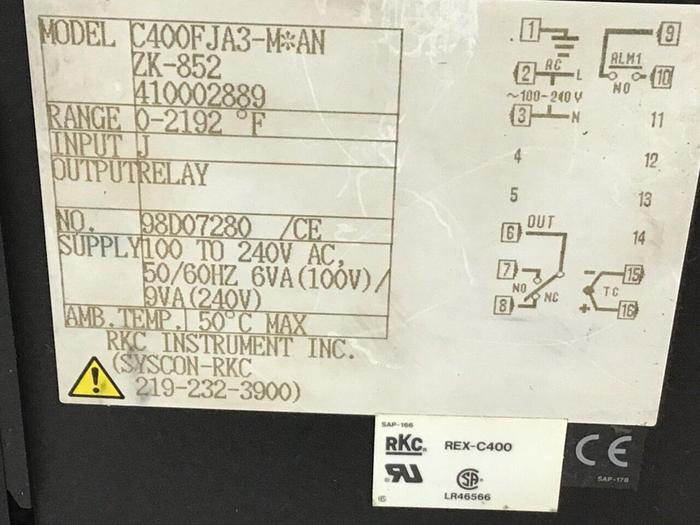 MODEL C400FJA3-M*AN
ZK-852
410002889
RANGE 0-2192 °F
INPUT J
OUTPUT RELAY
NO. 98D07280 /CE
SUPPLY 100 TO 240V AC,
50/60HZ 6VA(100V)/
9VA(240V)
AMB.TEMP. 50°C MAX
RKC INSTRUMENT INC.
(SYSCON-RKC
219-232-3900)
1
AC
2 L
~100-240V
3 N
4
5
6 OUT
7
NO
8 NC
9
ALM1
10
NO
11
12
13
14
- 15
TC
+ 16
SAP-166
RKC REX-C400
RU SA
LR46566
CE
SAP-178